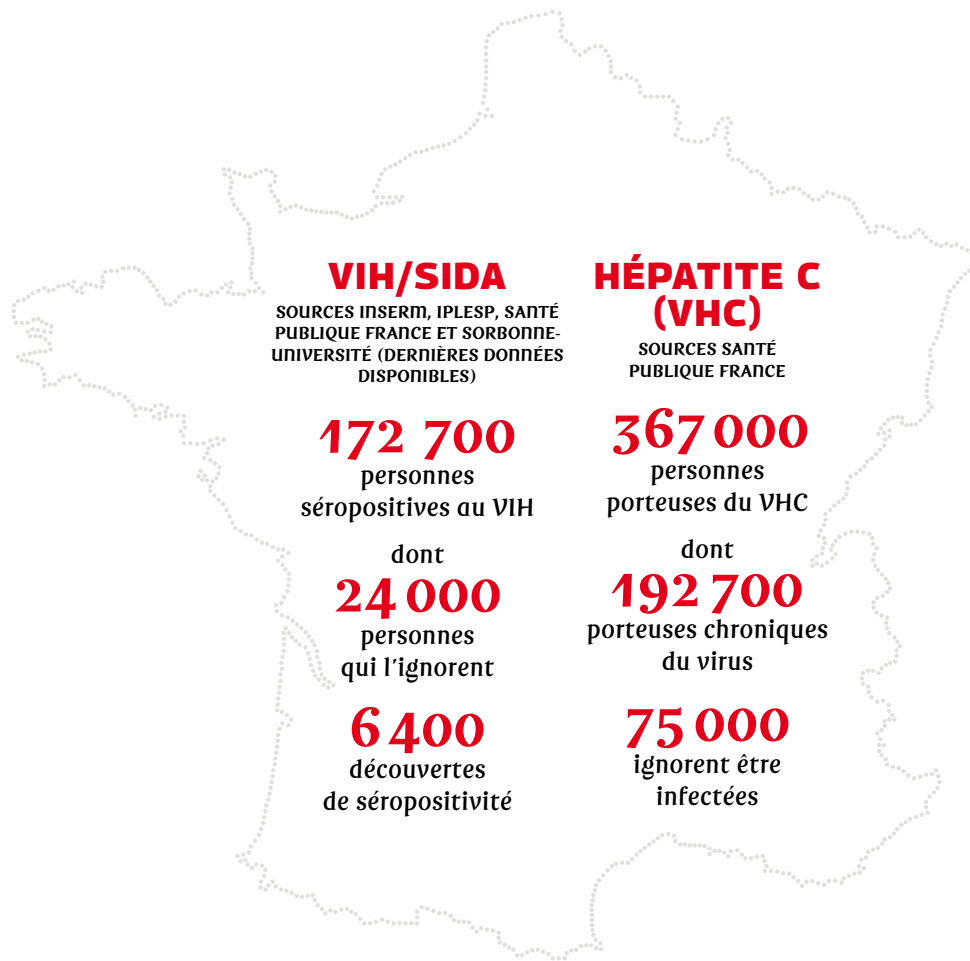 VIH/SIDA
SOURCES INSERM, IPLESP, SANTÉ
PUBLIQUE FRANCE ET SORBONNE-
UNIVERSITÉ (DERNIÈRES DONNÉES
DISPONIBLES)
172 700
personnes
séropositives au VIH
dont
24 000
personnes
qui l'ignorent
6 400
découvertes
de séropositivité
HÉPATITE C
(VHC)
SOURCES SANTÉ
PUBLIQUE FRANCE
367 000
personnes
porteuses du VHC
dont
192 700
porteuses chroniques
du virus
75 000
ignorent être
infectées